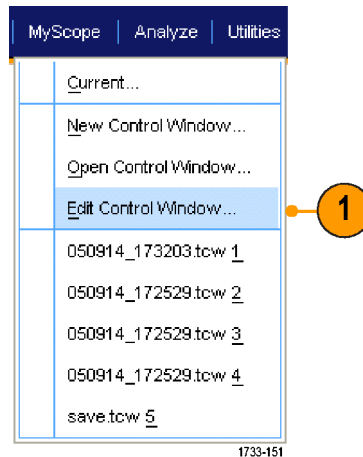 MyScope | Analyze | Utilities
Current...
New Control Window...
Open Control Window...
Edit Control Window...
1
050914_173203.tcw 1
050914_172529.tcw 2
050914_172529.tcw 3
050914_172529.tcw 4
save.tcw 5
1733-151